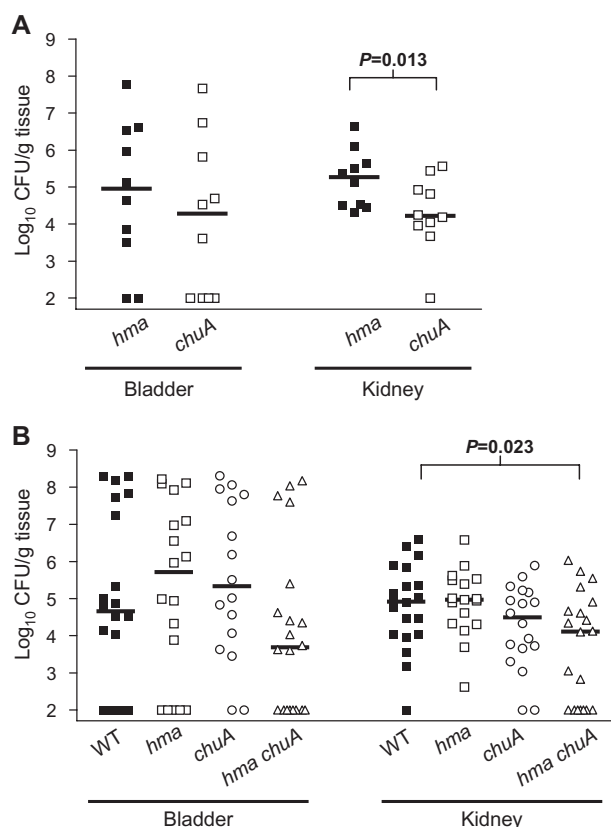 A
P=0.013
Log10 CFU/g tissue
9
8
7
6
5
4
3
2
hma
chuA
hma
chuA
Bladder
Kidney
B
P=0.023
Log10 CFU/g tissue
9
8
7
6
5
4
3
2
WT
hma
chuA
hma chuA
WT
hma
chuA
hma chuA
Bladder
Kidney